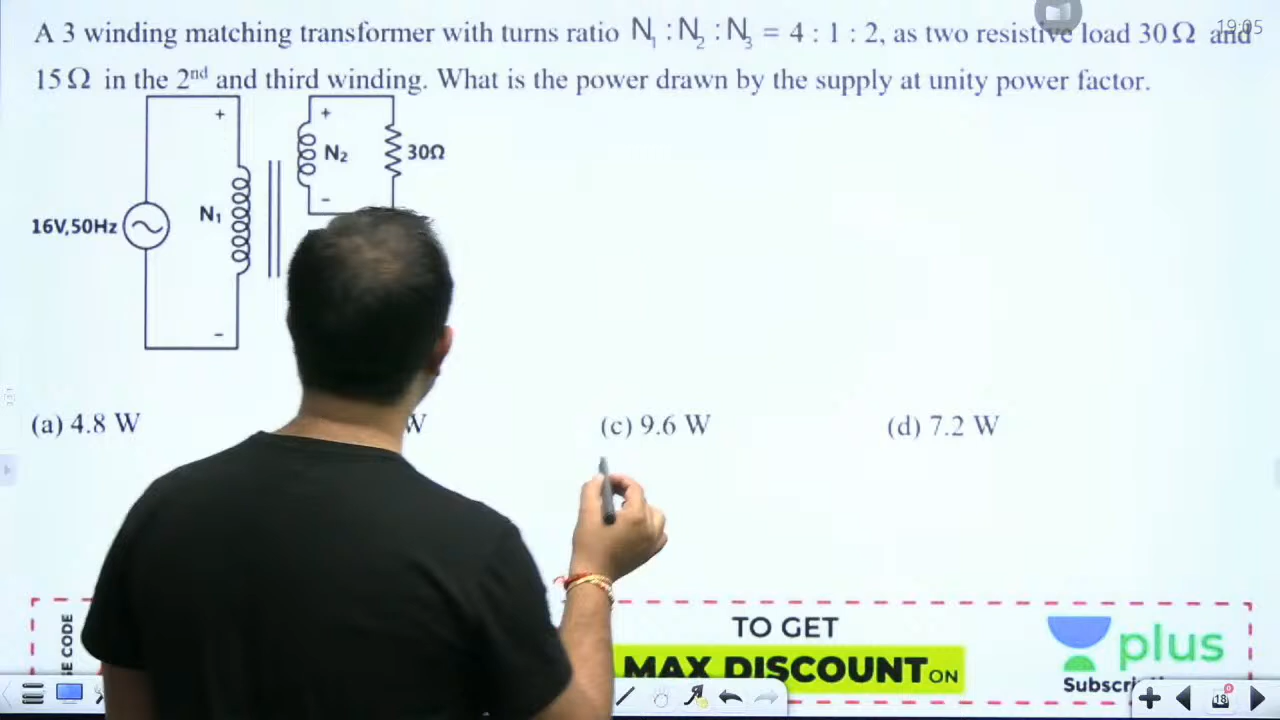 A 3 winding matching transformer with turns ratio N₁ : N₂ : N₃ = 4 : 1 : 2, as two resistive load 30 Ω and
19:05
15 Ω in the 2nd and third winding. What is the power drawn by the supply at unity power factor.
+ +
N₂ 30Ω
N₁ -
16V,50Hz
-
(a) 4.8 W W (c) 9.6 W (d) 7.2 W
SE CODE
TO GET
MAX DISCOUNT ON
plus
18